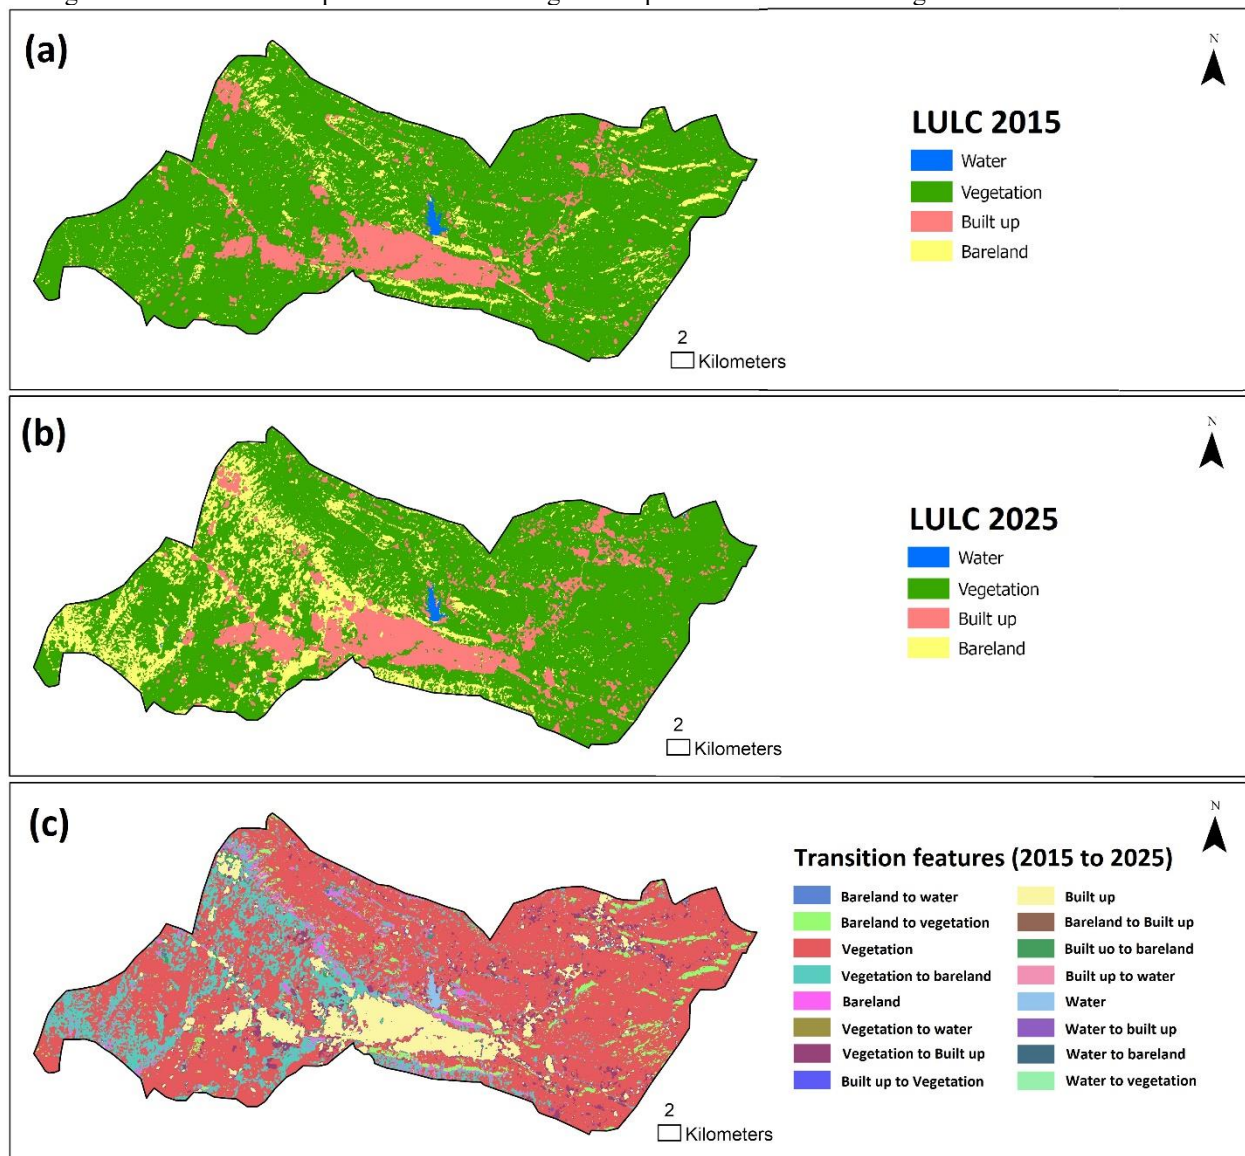 (a)
N
LULC 2015
Water
Vegetation
Built up
Bareland
2
Kilometers
(b)
N
LULC 2025
Water
Vegetation
Built up
Bareland
2
Kilometers
(c)
N
Transition features (2015 to 2025)
Bareland to water
Bareland to vegetation
Vegetation
Vegetation to bareland
Bareland
Vegetation to water
Vegetation to Built up
Built up to Vegetation
Built up
Bareland to Built up
Built uo to bareland
Built up to water
Water
Water to built up
Water to bareland
Water to vegetation
2
Kilometers